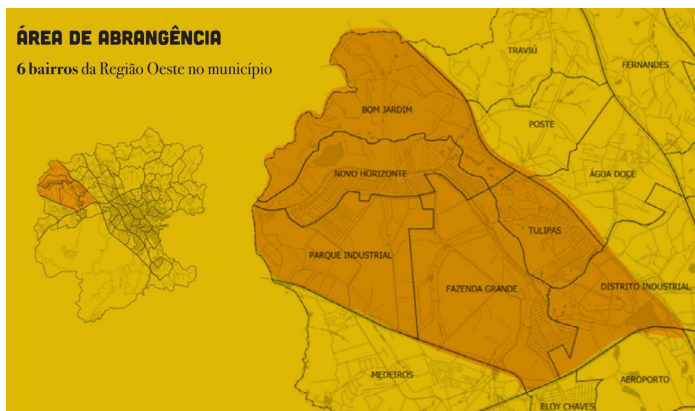 ÁREA DE ABRANGÊNCIA
6 bairros da Região Oeste no município
TRAVIÚ
FERNANDES
BOM JARDIM
POSTE
NOVO HORIZONTE
ÁGUA DOCE
TULIPAS
PARQUE INDUSTRIAL
FAZENDA GRANDE
DISTRITO INDUSTRIAL
MEDEIROS
AEROPORTO
ELOY CHAVES